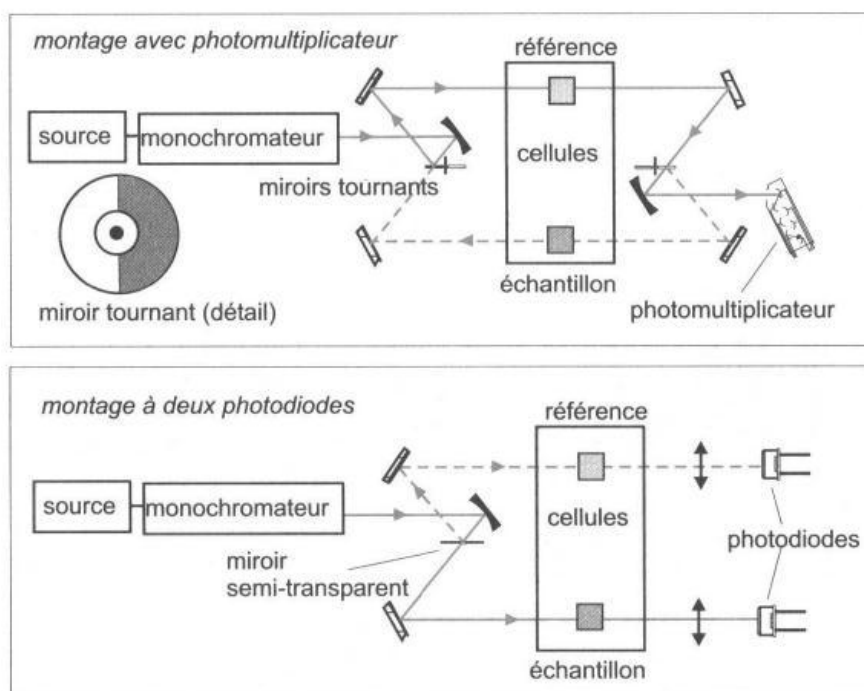 montage avec photomultiplicateur
référence
source
monochromateur
cellules
miroirs tournants
échantillon
miroir tournant (détail)
photomultiplicateur
montage à deux photodiodes
référence
source
monochromateur
cellules
photodiodes
miroir
semi-transparent
échantillon